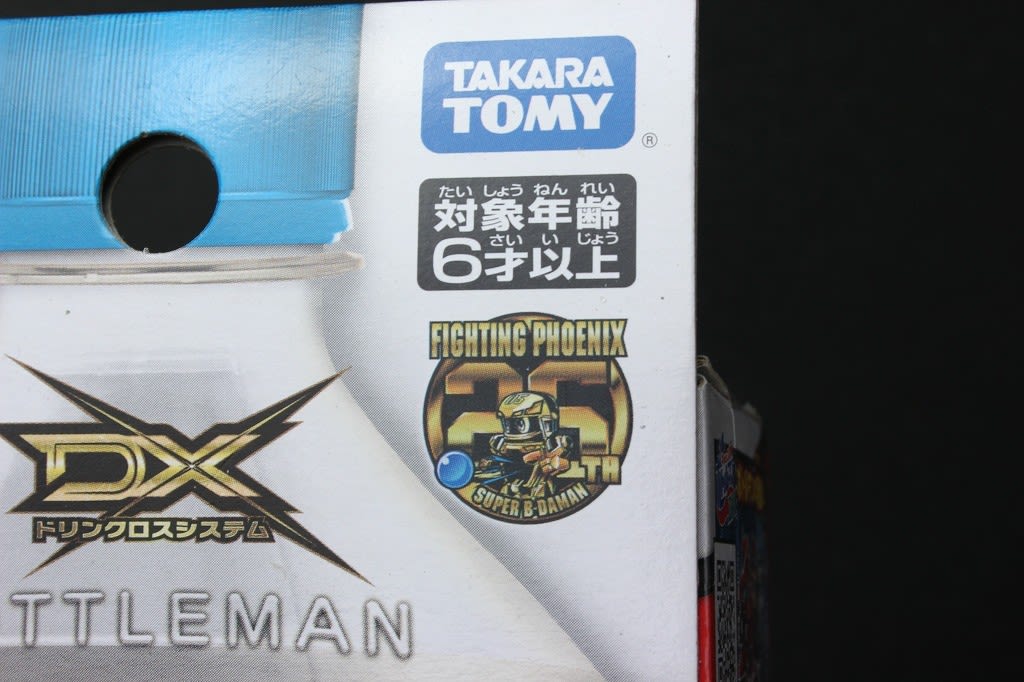 TAKARA
TOMY
®
たい しょう ねん れい
対象年齢
さい い じょう
6才以上
FIGHTING PHOENIX
25
TH
SUPER B-DAMAN
DX
ドリンクロスシステム
TTLEMAN